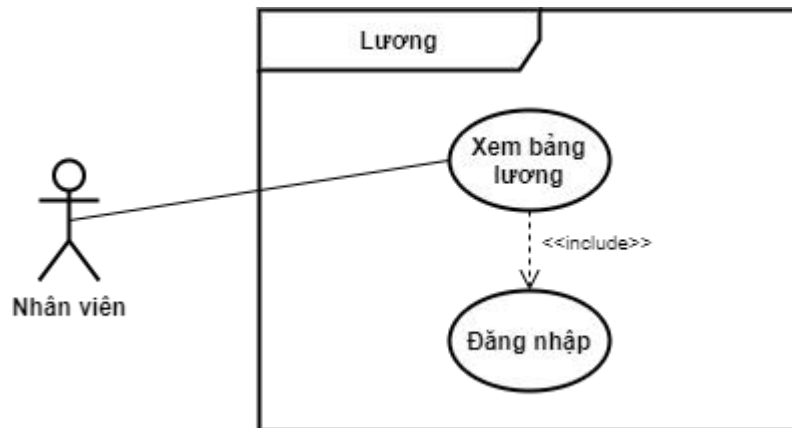 Lương
Xem bảng
lương
<<include>>
Nhân viên
Đăng nhập